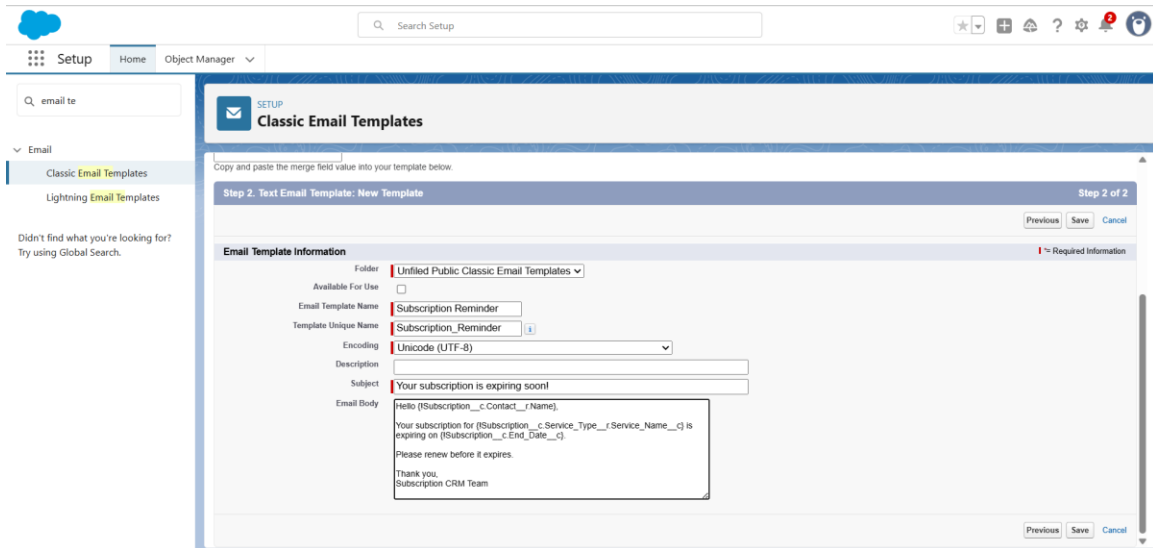 Search Setup
2
Setup
Home
Object Manager
email te
Email
Classic Email Templates
Lightning Email Templates
Didn't find what you're looking for?
Try using Global Search.
SETUP
Classic Email Templates
Copy and paste the merge field value into your template below.
Step 2. Text Email Template: New Template
Step 2 of 2
Previous Save Cancel
Email Template Information
= Required Information
Folder Unfiled Public Classic Email Templates
Available For Use
Email Template Name Subscription Reminder
Template Unique Name Subscription_Reminder i
Encoding Unicode (UTF-8)
Description
Subject Your subscription is expiring soon!
Email Body
Hello {!Subscription__c.Contact__r.Name},
Your subscription for {!Subscription__c.Service_Type__r.Service_Name__c} is
expiring on {!Subscription__c.End_Date__c}.
Please renew before it expires.
Thank you,
Subscription CRM Team
Previous Save Cancel